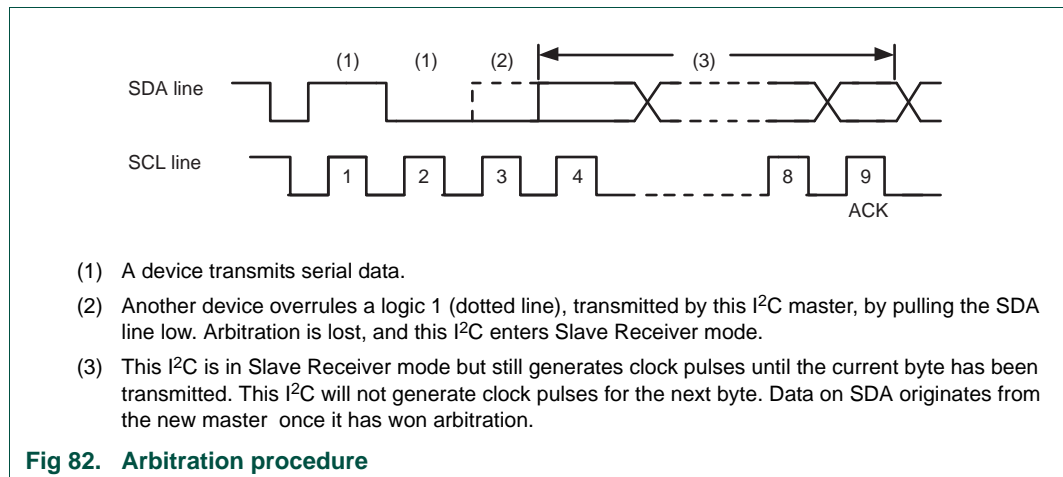 (1) (1) (2) (3)
SDA line
SCL line
1 2 3 4 8 9
ACK
(1) A device transmits serial data.
(2) Another device overrules a logic 1 (dotted line), transmitted by this I2C master, by pulling the SDA
line low. Arbitration is lost, and this I2C enters Slave Receiver mode.
(3) This I2C is in Slave Receiver mode but still generates clock pulses until the current byte has been
transmitted. This I2C will not generate clock pulses for the next byte. Data on SDA originates from
the new master once it has won arbitration.
Fig 82. Arbitration procedure